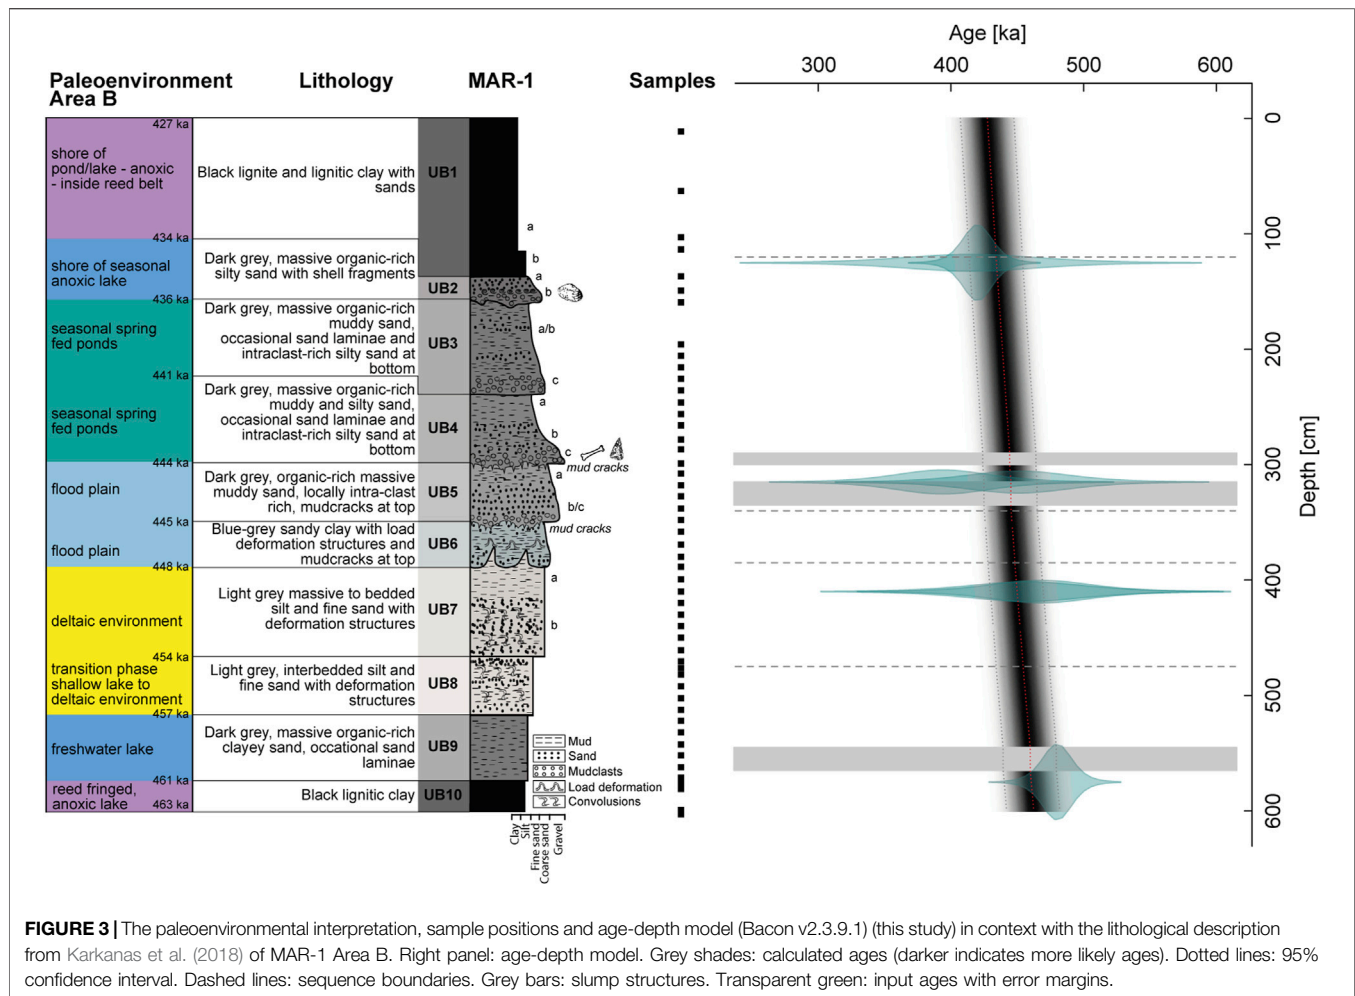 Age [ka]
300 400 500 600
Paleoenvironment
Area B
Lithology
MAR-1
Samples
427 ka
shore of
pond/lake - anoxic
- inside reed belt
Black lignite and lignitic clay with
sands
UB1
a
434 ka
shore of seasonal
anoxic lake
Dark grey, massive organic-rich
silty sand with shell fragments
b
a
UB2
b
436 ka
seasonal spring
fed ponds
Dark grey, massive organic-rich
muddy sand,
occasional sand laminae and
intraclast-rich silty sand at
bottom
UB3
a/b
c
441 ka
seasonal spring
fed ponds
Dark grey, massive organic-rich
muddy and silty sand,
occasional sand laminae and
intraclast-rich silty sand at
bottom
UB4
a
b
c
444 ka
mud cracks
flood plain
Dark grey, organic-rich massive
muddy sand, locally intra-clast
rich, mudcracks at top
UB5
a
b/c
445 ka
mud cracks
flood plain
Blue-grey sandy clay with load
deformation structures and
mudcracks at top
UB6
448 ka
deltaic environment
Light grey massive to bedded
silt and fine sand with
deformation structures
UB7
a
b
454 ka
transition phase
shallow lake to
deltaic environment
Light grey, interbedded silt and
fine sand with deformation
structures
UB8
457 ka
freshwater lake
Dark grey, massive organic-rich
clayey sand, occational sand
laminae
UB9
461 ka
reed fringed,
anoxic lake
463 ka
Black lignitic clay
UB10
Mud
Sand
Mudclasts
Load deformation
Convolusions
Clay
Silt
Fine sand
Coarse sand
Gravel
0
100
200
300
400
500
600
Depth [cm]
FIGURE 3 | The paleoenvironmental interpretation, sample positions and age-depth model (Bacon v2.3.9.1) (this study) in context with the lithological description
from Karkanas et al. (2018) of MAR-1 Area B. Right panel: age-depth model. Grey shades: calculated ages (darker indicates more likely ages). Dotted lines: 95%
confidence interval. Dashed lines: sequence boundaries. Grey bars: slump structures. Transparent green: input ages with error margins.